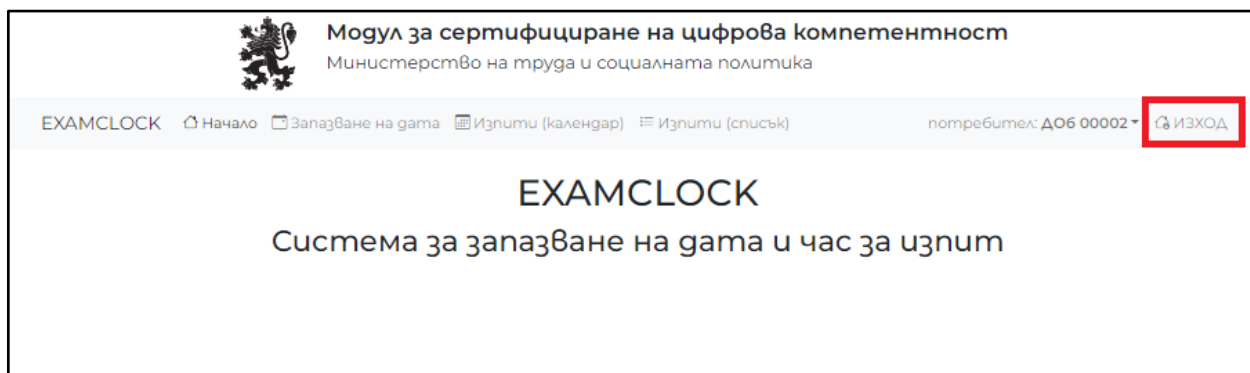 Модул за сертифициране на цифрова компетентност
Министерство на труда и социалната политика
EXAMCLOCK Начало Запазване на дата Изпити (календар) Изпити (списък) потребител: ДОб 00002 ИЗХОД
EXAMCLOCK
Система за запазване на дата и час за изпит